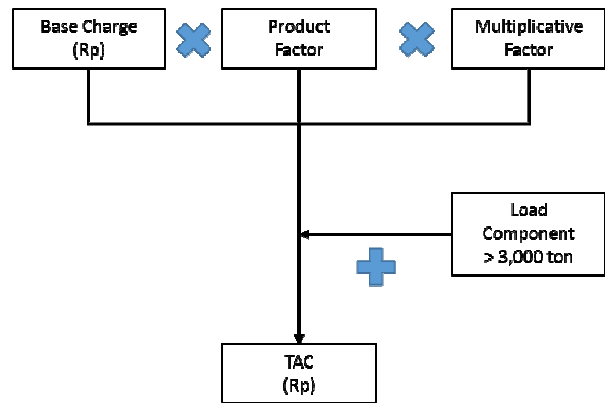 Base Charge
(Rp)
Product
Factor
Multiplicative
Factor
Load
Component
> 3,000 ton
TAC
(Rp)